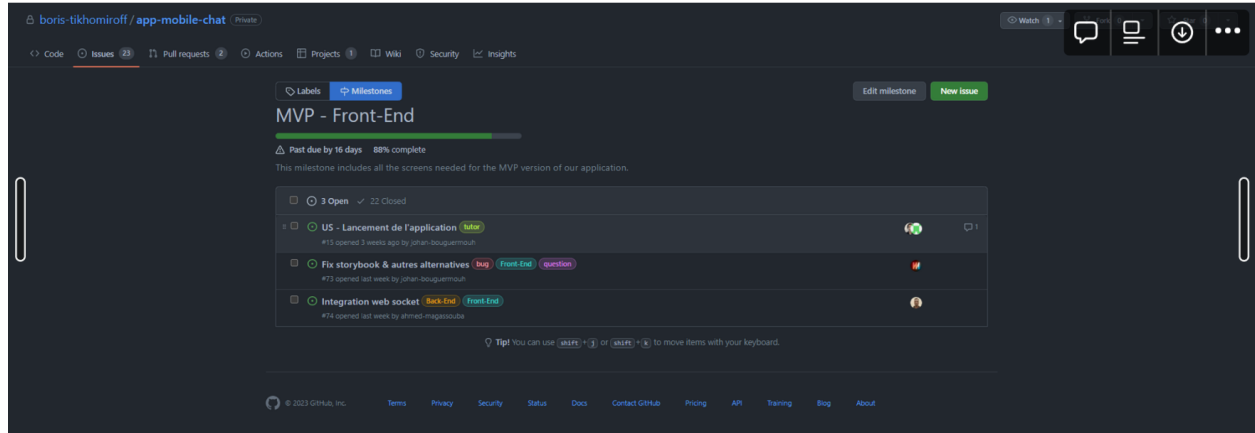 boris-tikhomiroff / app-mobile-chat Private
Watch 1
Code Issues 23 Pull requests 2 Actions Projects 1 Wiki Security Insights
Labels Milestones
Edit milestone New issue
MVP - Front-End
Past due by 16 days 88% complete
This milestone includes all the screens needed for the MVP version of our application.
3 Open 22 Closed
US - Lancement de l'application tutor
1
#15 opened 3 weeks ago by johan-bouguermouh
Fix storybook & autres alternatives bug Front-End question
#73 opened last week by johan-bouguermouh
Integration web socket Back-End Front-End
#74 opened last week by ahmed-magassouba
Tip! You can use shift + j or shift + k to move items with your keyboard.
© 2023 GitHub, Inc. Terms Privacy Security Status Docs Contact GitHub Pricing API Training Blog About